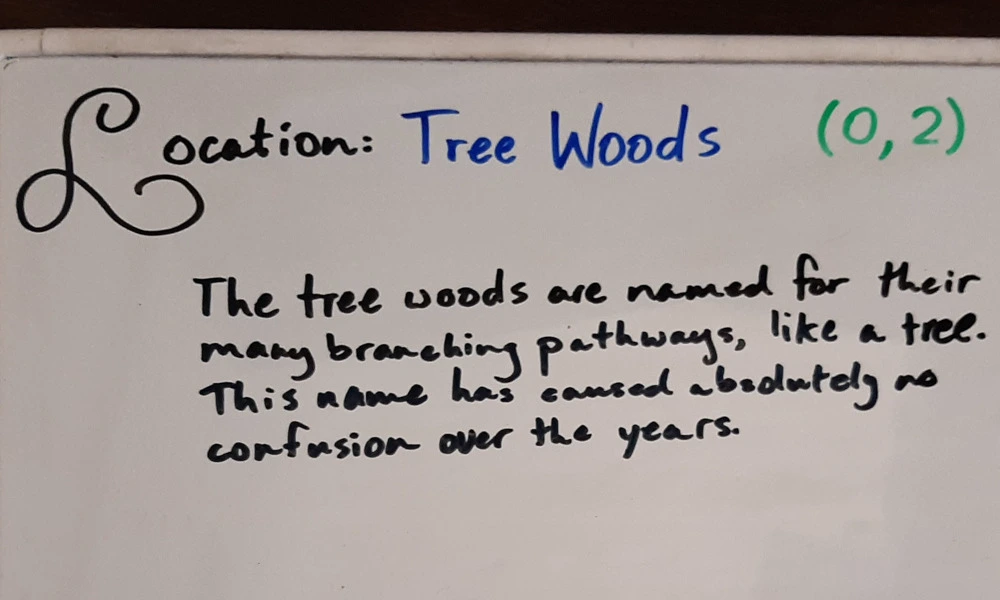 Location: Tree Woods (0, 2)
The tree woods are named for their
many branching pathways, like a tree.
This name has caused absolutely no
confusion over the years.